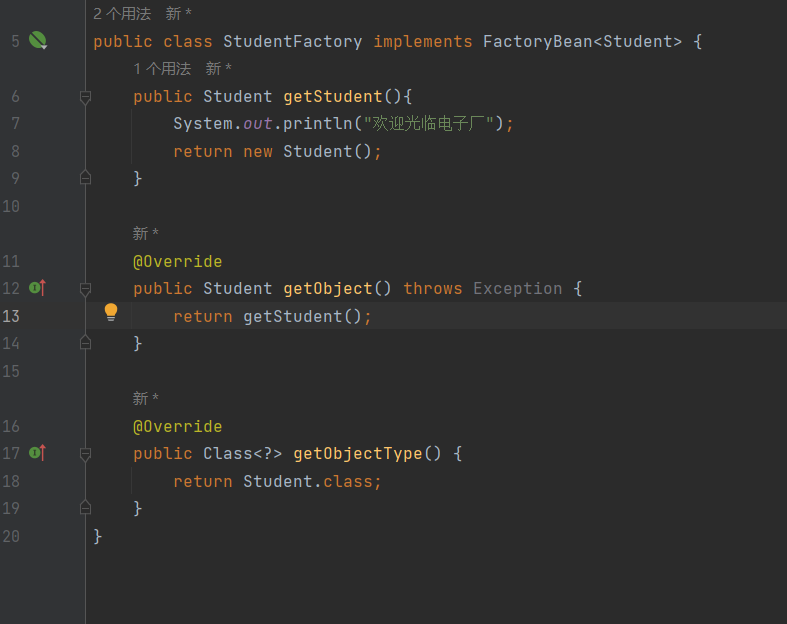 2 个用法   新 *
5 public class StudentFactory implements FactoryBean<Student> {
1 个用法   新 *
6     public Student getStudent(){
7         System.out.println("欢迎光临电子厂");
8         return new Student();
9     }
10
新 *
11     @Override
12     public Student getObject() throws Exception {
13         return getStudent();
14     }
15
新 *
16     @Override
17     public Class<?> getObjectType() {
18         return Student.class;
19     }
20 }